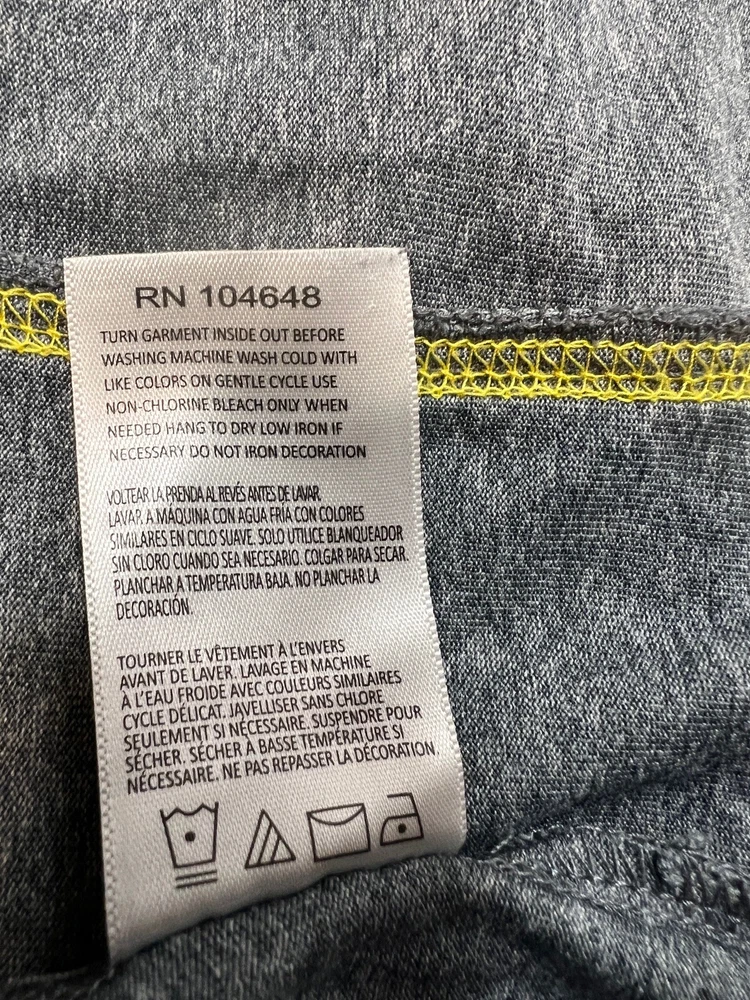 RN 104648
TURN GARMENT INSIDE OUT BEFORE
WASHING MACHINE WASH COLD WITH
LIKE COLORS ON GENTLE CYCLE USE
NON-CHLORINE BLEACH ONLY WHEN
NEEDED HANG TO DRY LOW IRON IF
NECESSARY DO NOT IRON DECORATION
VOLTEAR LA PRENDA AL REVÉS ANTES DE LAVAR.
LAVAR. A MÁQUINA CON AGUA FRÍA CON COLORES
SIMILARES EN CICLO SUAVE. SOLO UTILICE BLANQUEADOR
SIN CLORO CUANDO SEA NECESARIO. COLGAR PARA SECAR.
PLANCHAR A TEMPERATURA BAJA. NO PLANCHAR LA
DECORACIÓN.
TOURNER LE VÊTEMENT À L'ENVERS
AVANT DE LAVER. LAVAGE EN MACHINE
À L'EAU FROIDE AVEC COULEURS SIMILAIRES
CYCLE DÉLICAT. JAVELLISER SANS CHLORE
SEULEMENT SI NÉCESSAIRE. SUSPENDRE POUR
SÉCHER. SÉCHER À BASSE TEMPÉRATURE SI
NÉCESSAIRE. NE PAS REPASSER LA DÉCORATION.